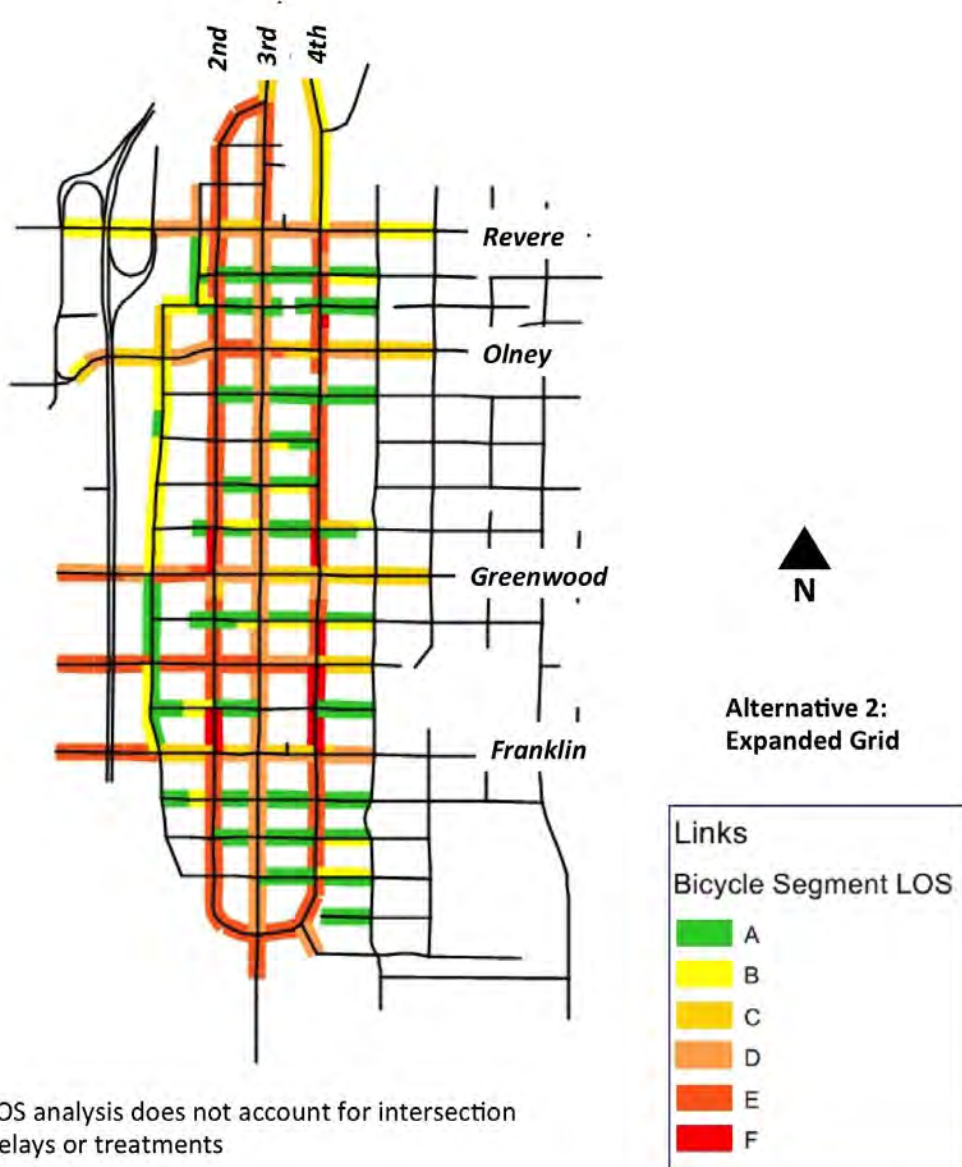 2nd
3rd
4th
Revere
Olney
Greenwood
N
Alternative 2:
Expanded Grid
Franklin
Links
Bicycle Segment LOS
A
B
C
D
E
F
OS analysis does not account for intersection
elays or treatments